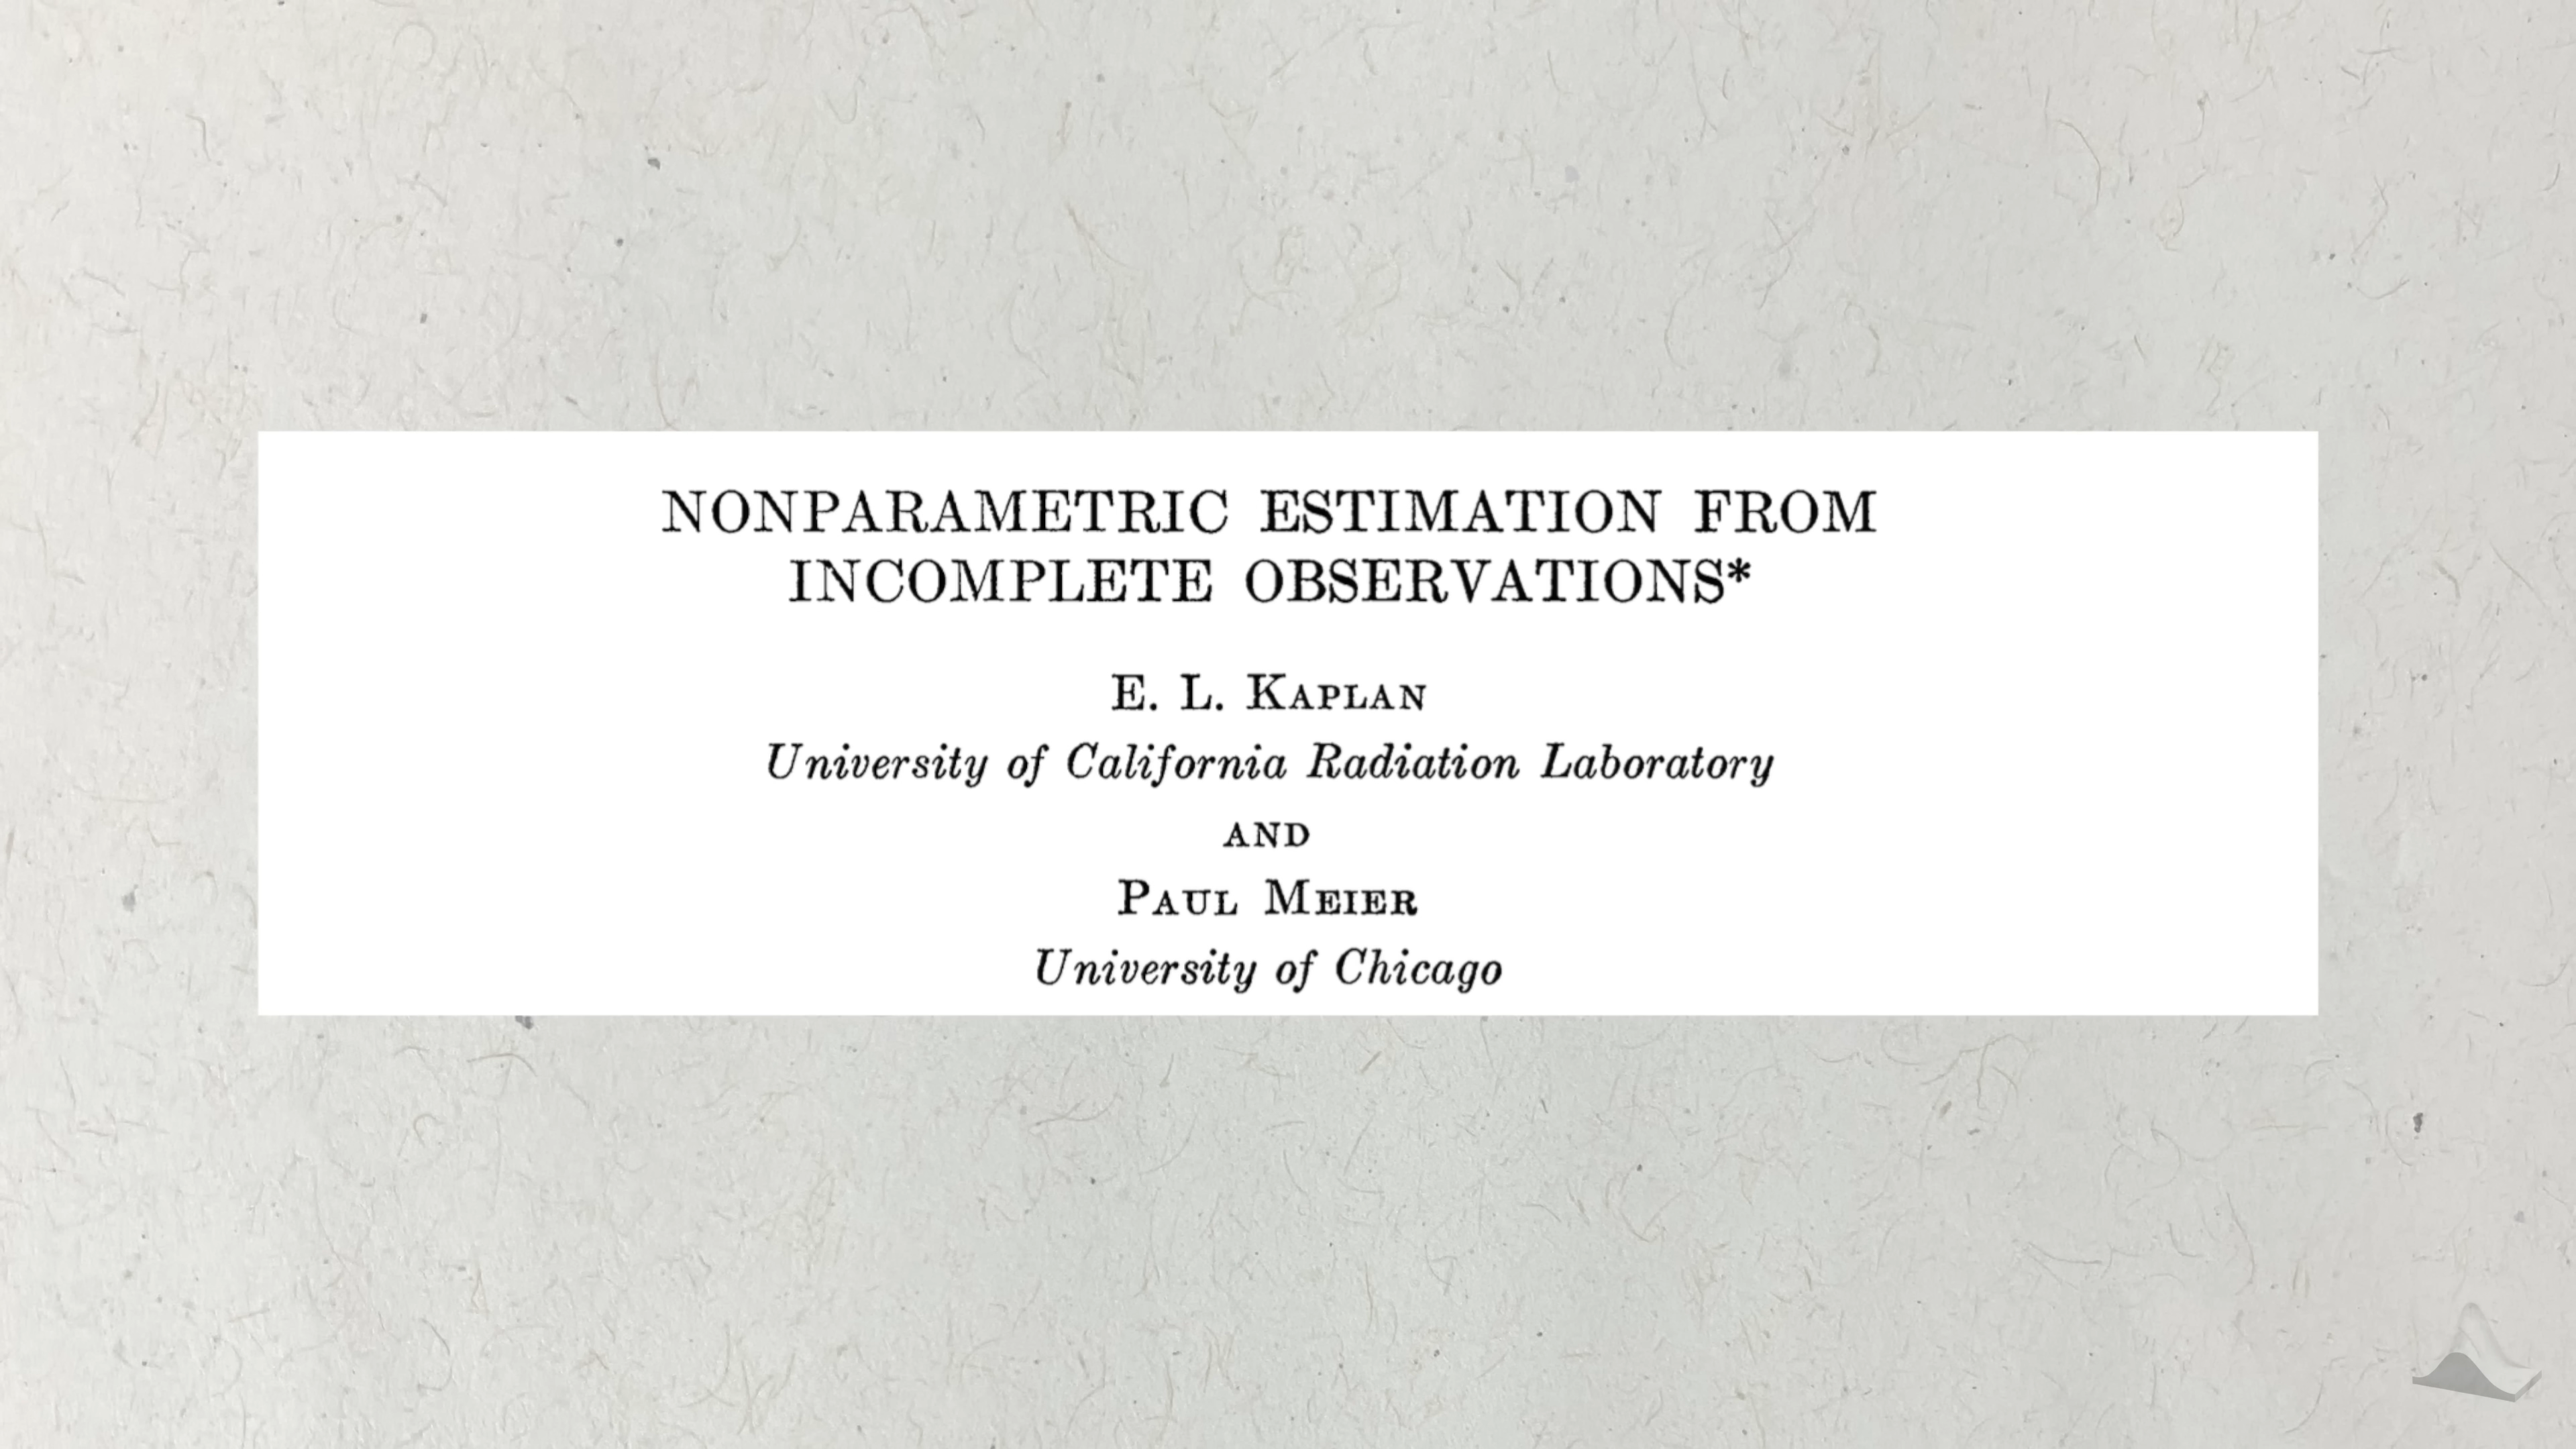 NONPARAMETRIC ESTIMATION FROM
INCOMPLETE OBSERVATIONS*
E. L. KAPLAN
University of California Radiation Laboratory
AND
PAUL MEIER
University of Chicago